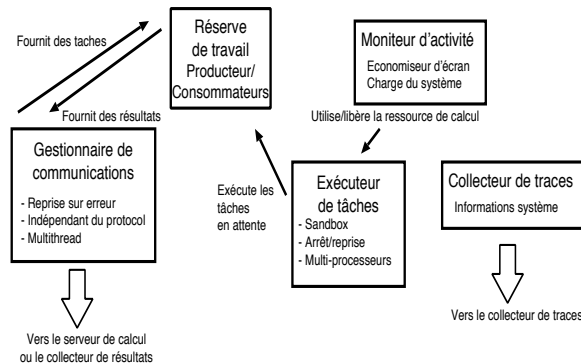 Fournit des taches
Réserve
de travail
Producteur/
Consommateurs
Fournit des résultats
Moniteur d'activité
Economiseur d'écran
Charge du système
Utilise/libère la ressource de calcul
Gestionnaire de
communications
- Reprise sur erreur
- Indépendant du protocol
- Multithread
Exécute les
tâches
en attente
Exécuteur
de tâches
- Sandbox
- Arrêt/reprise
- Multi-processeurs
Collecteur de traces
Informations système
Vers le serveur de calcul
ou le collecteur de résultats
Vers le collecteur de traces